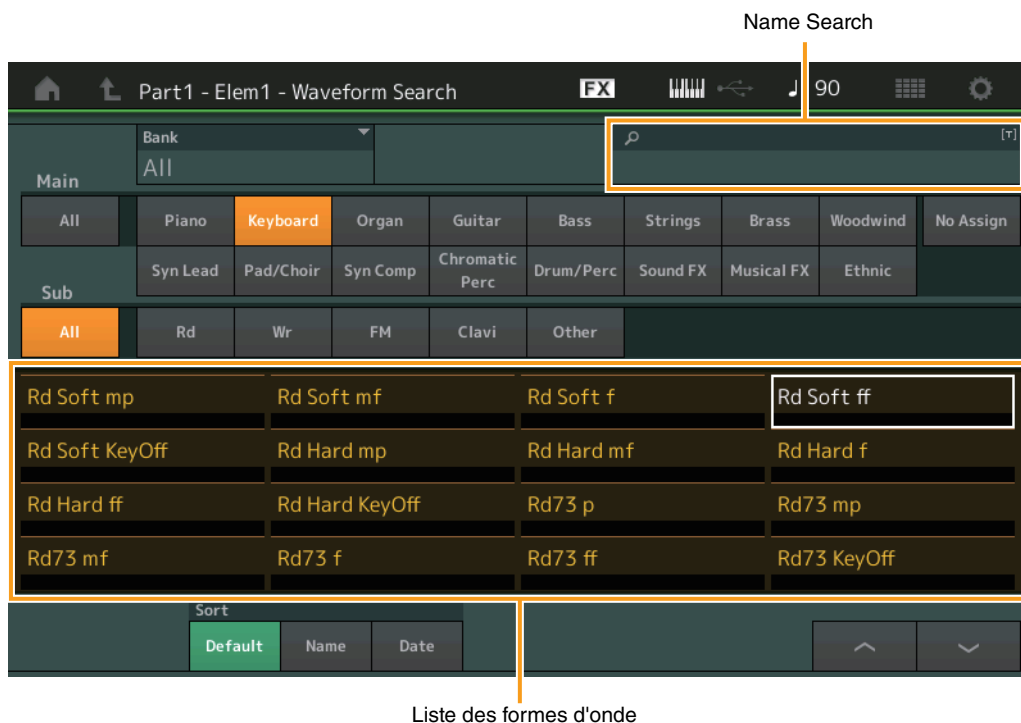 Name Search
Part1 - Elem1 - Waveform Search
FX
90
Bank
All
[T]
Main
All
Piano
Keyboard
Organ
Guitar
Bass
Strings
Brass
Woodwind
No Assign
Syn Lead
Pad/Choir
Syn Comp
Chromatic
Perc
Drum/Perc
Sound FX
Musical FX
Ethnic
Sub
All
Rd
Wr
FM
Clavi
Other
Rd Soft mp
Rd Soft mf
Rd Soft f
Rd Soft ff
Rd Soft KeyOff
Rd Hard mp
Rd Hard mf
Rd Hard f
Rd Hard ff
Rd Hard KeyOff
Rd73 p
Rd73 mp
Rd73 mf
Rd73 f
Rd73 ff
Rd73 KeyOff
Sort
Default
Name
Date
Liste des formes d'onde